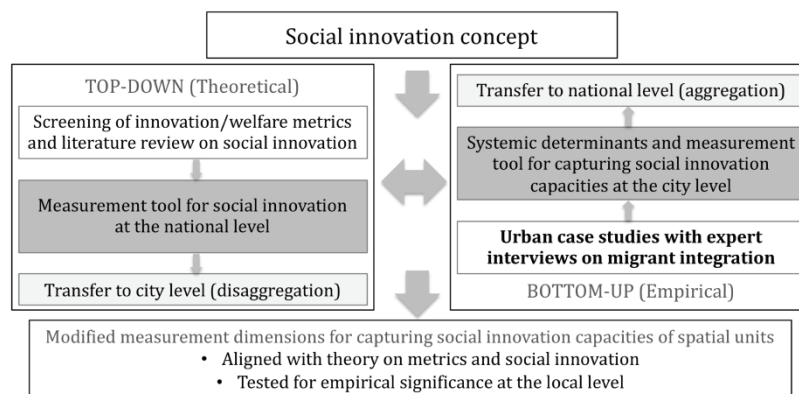 Social innovation concept
TOP-DOWN (Theoretical)
Screening of innovation/welfare metrics
and literature review on social innovation
Measurement tool for social innovation
at the national level
Transfer to city level (disaggregation)
Transfer to national level (aggregation)
Systemic determinants and measurement
tool for capturing social innovation
capacities at the city level
Urban case studies with expert
interviews on migrant integration
BOTTOM-UP (Empirical)
Modified measurement dimensions for capturing social innovation capacities of spatial units
• Aligned with theory on metrics and social innovation
• Tested for empirical significance at the local level